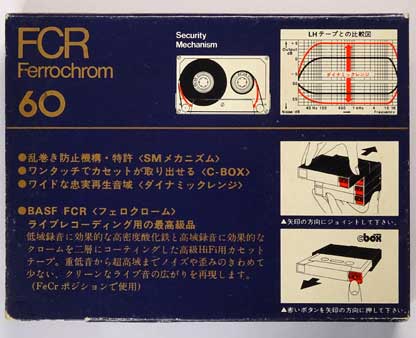 FCR
Ferrochrom
60
Security
Mechanism
LHテープとの比較図
Output
dB
ダイナミックレンジ
Noise dB
40 Hz
Frequency
●乱巻き防止機構・特許〈SMメカニズム〉
●ワンタッチでカセットが取り出せる〈C-BOX〉
●ワイドな忠実再生音域〈ダイナミックレンジ〉
●BASF FCR〈フェロクローム〉
ライブレコーディング用の最高級品
低域録音に効果的な高密度酸化鉄と高域録音に効果的な
クロームを二層にコーティングした高級HiFi用カセット
テープ。重低音から超高域までノイズや歪みのきわめて
少ない、クリーンなライブ音の広がりを再現します。
(FeCrポジションで使用)
▲矢印の方向にジョイントして下さい。
cbox
▲赤いボタンを矢印の方向に押して下さい。